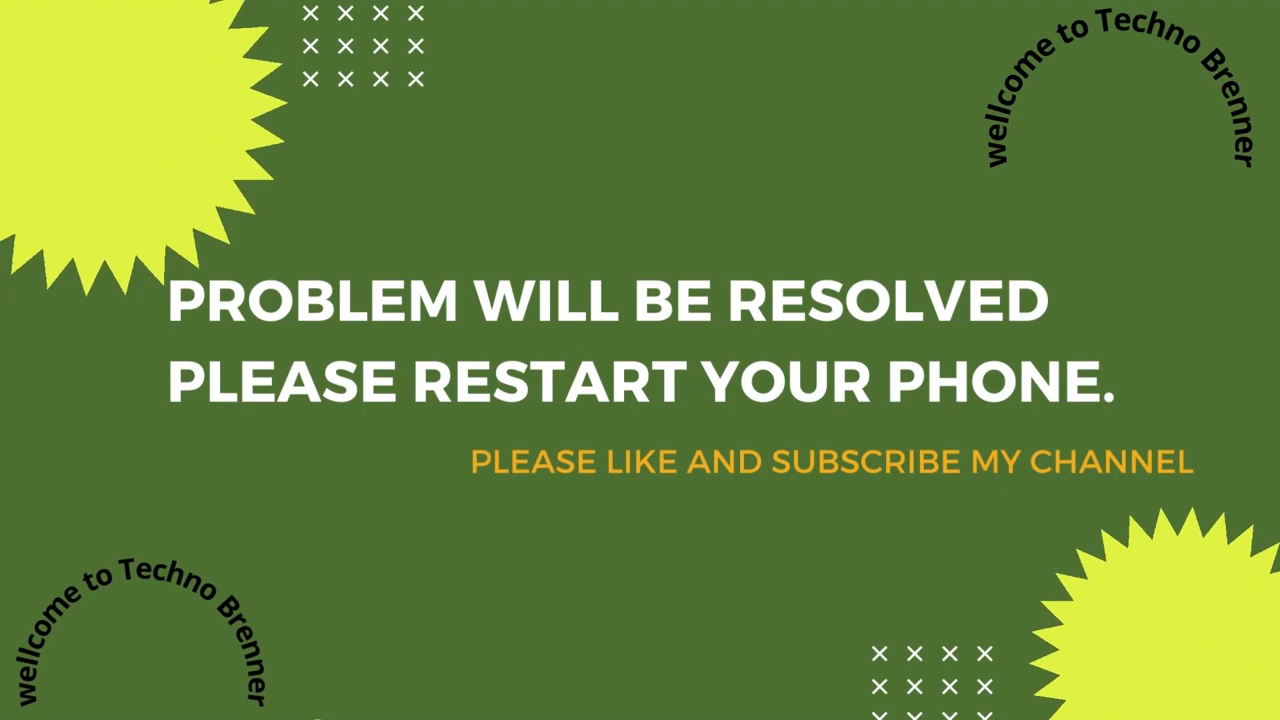 wellcome to Techno Brenner
PROBLEM WILL BE RESOLVED
PLEASE RESTART YOUR PHONE.
PLEASE LIKE AND SUBSCRIBE MY CHANNEL
wellcome to Techno Brenner